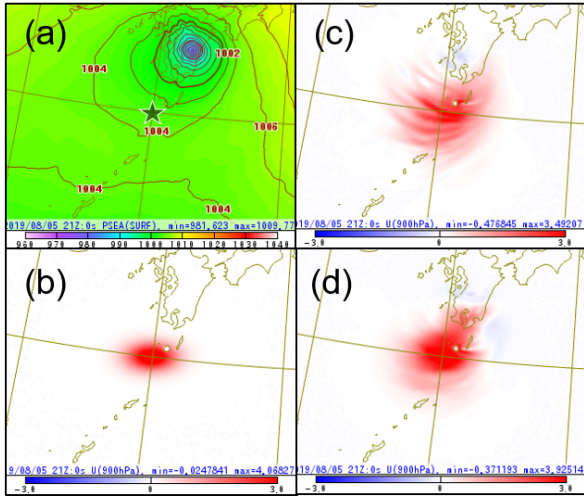 (a)
1002
1004
1004
1006
1004
1004
2019/08/05 21Z:0s PSEA(SURF), min=981,623 max=1009,77
960 970 980 990 1000 1010 1020 1030 1040
(c)
019/08/05 21Z:0s U(900hPa), min=-0,476845 max=3,49207
-3.0 0 3.0
(b)
9/08/05 21Z:0s U(900hPa), min=-0,0247841 max=4,06827
-3.0 0 3.0
(d)
019/08/05 21Z:0s U(900hPa), min=-0,371193 max=3,92514
-3.0 0 3.0